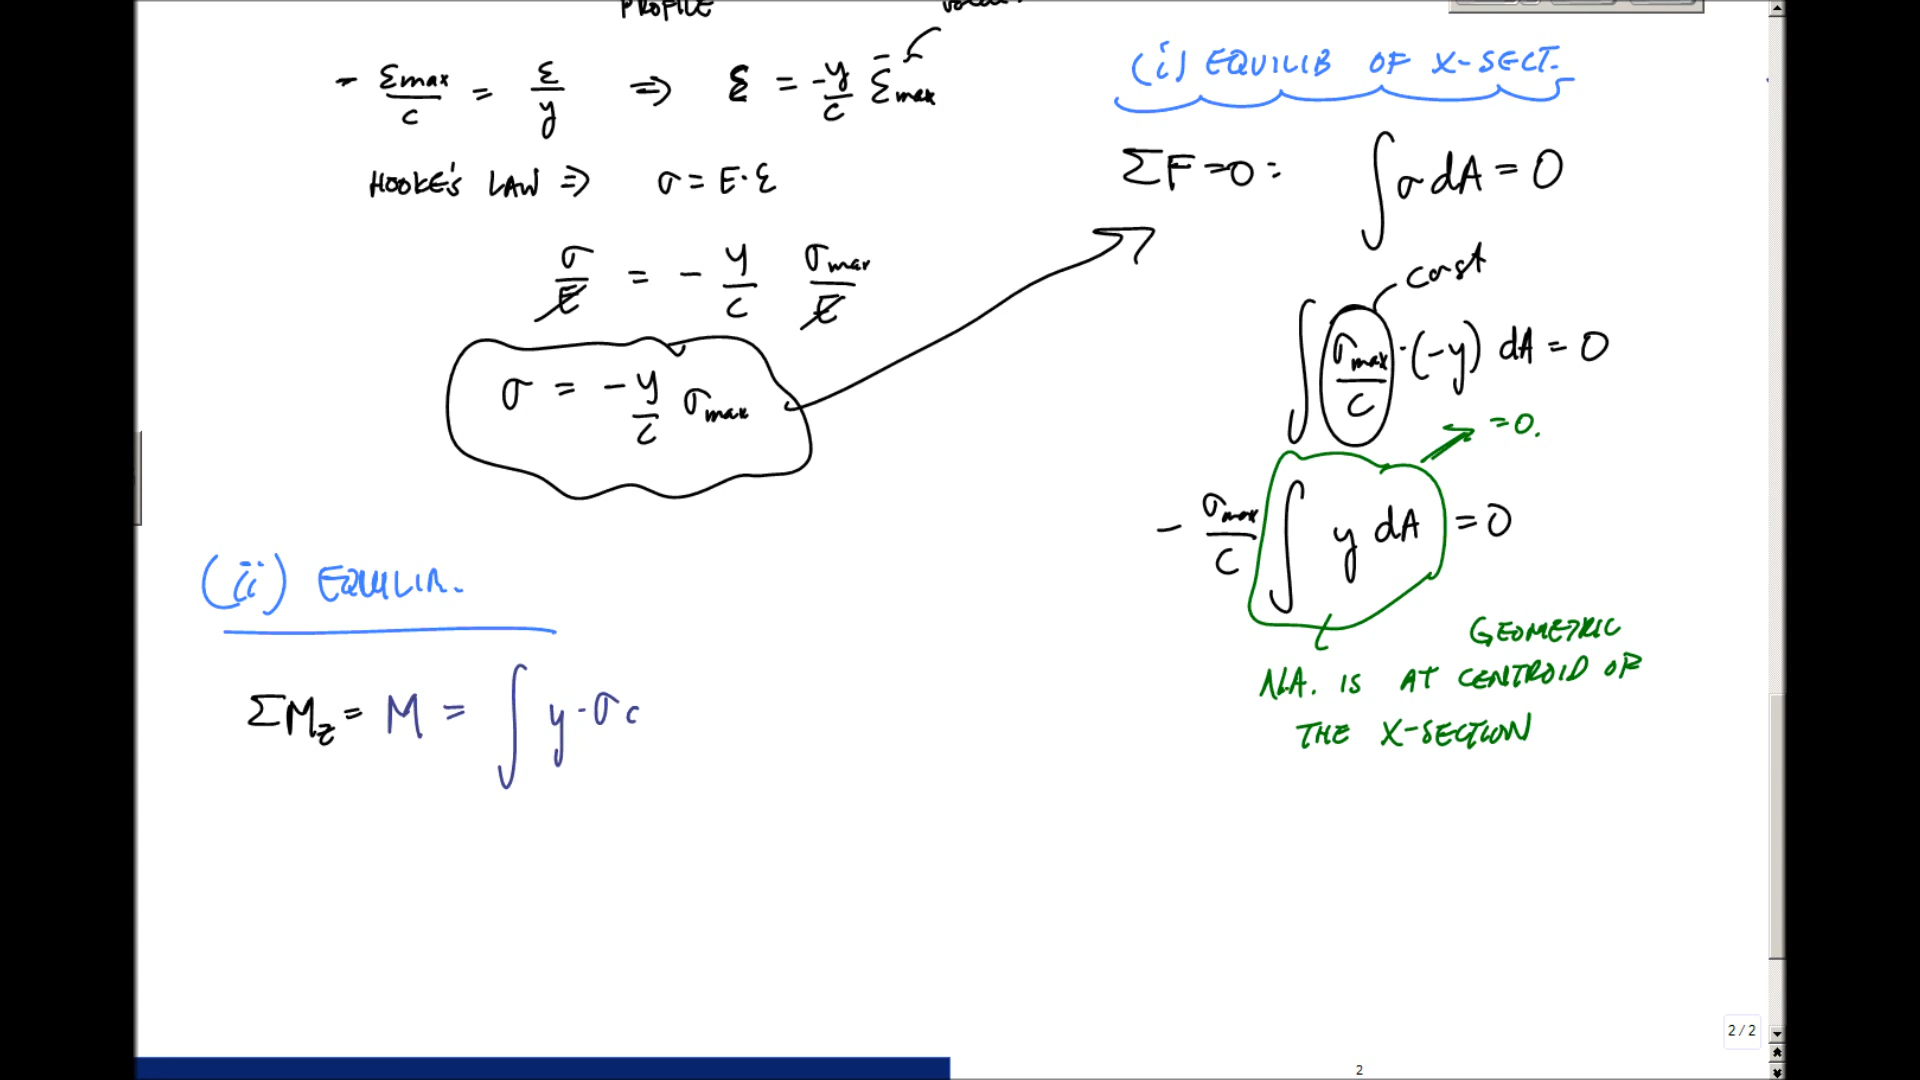 PROFILE
- εmax/c = ε/y ⇒ ε = -y/c εmax
HOOKE'S LAW ⇒ σ = E·ε
σ/E = - y/c σmax/E
σ = -y/c σmax
(i) EQUILIB OF X-SECT.
ΣF=0: ∫σdA = 0
const
∫ σmax/c · (-y) dA = 0
=0.
- σmax/c ∫ y dA = 0
GEOMETRIC
N.A. IS AT CENTROID OF
THE X-SECTION
(ii) EQUILIB.
ΣMz = M = ∫ y·σ c
2 / 2
2